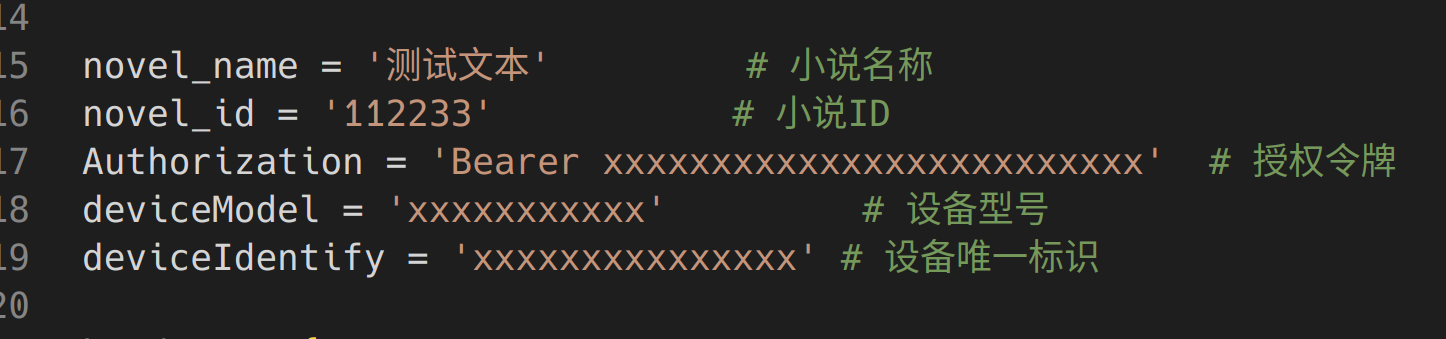 14
15 novel_name = '测试文本' # 小说名称
16 novel_id = '112233' # 小说ID
17 Authorization = 'Bearer xxxxxxxxxxxxxxxxxxxxxxxxx' # 授权令牌
18 deviceModel = 'xxxxxxxxxxx' # 设备型号
19 deviceIdentify = 'xxxxxxxxxxxxxxx' # 设备唯一标识
20